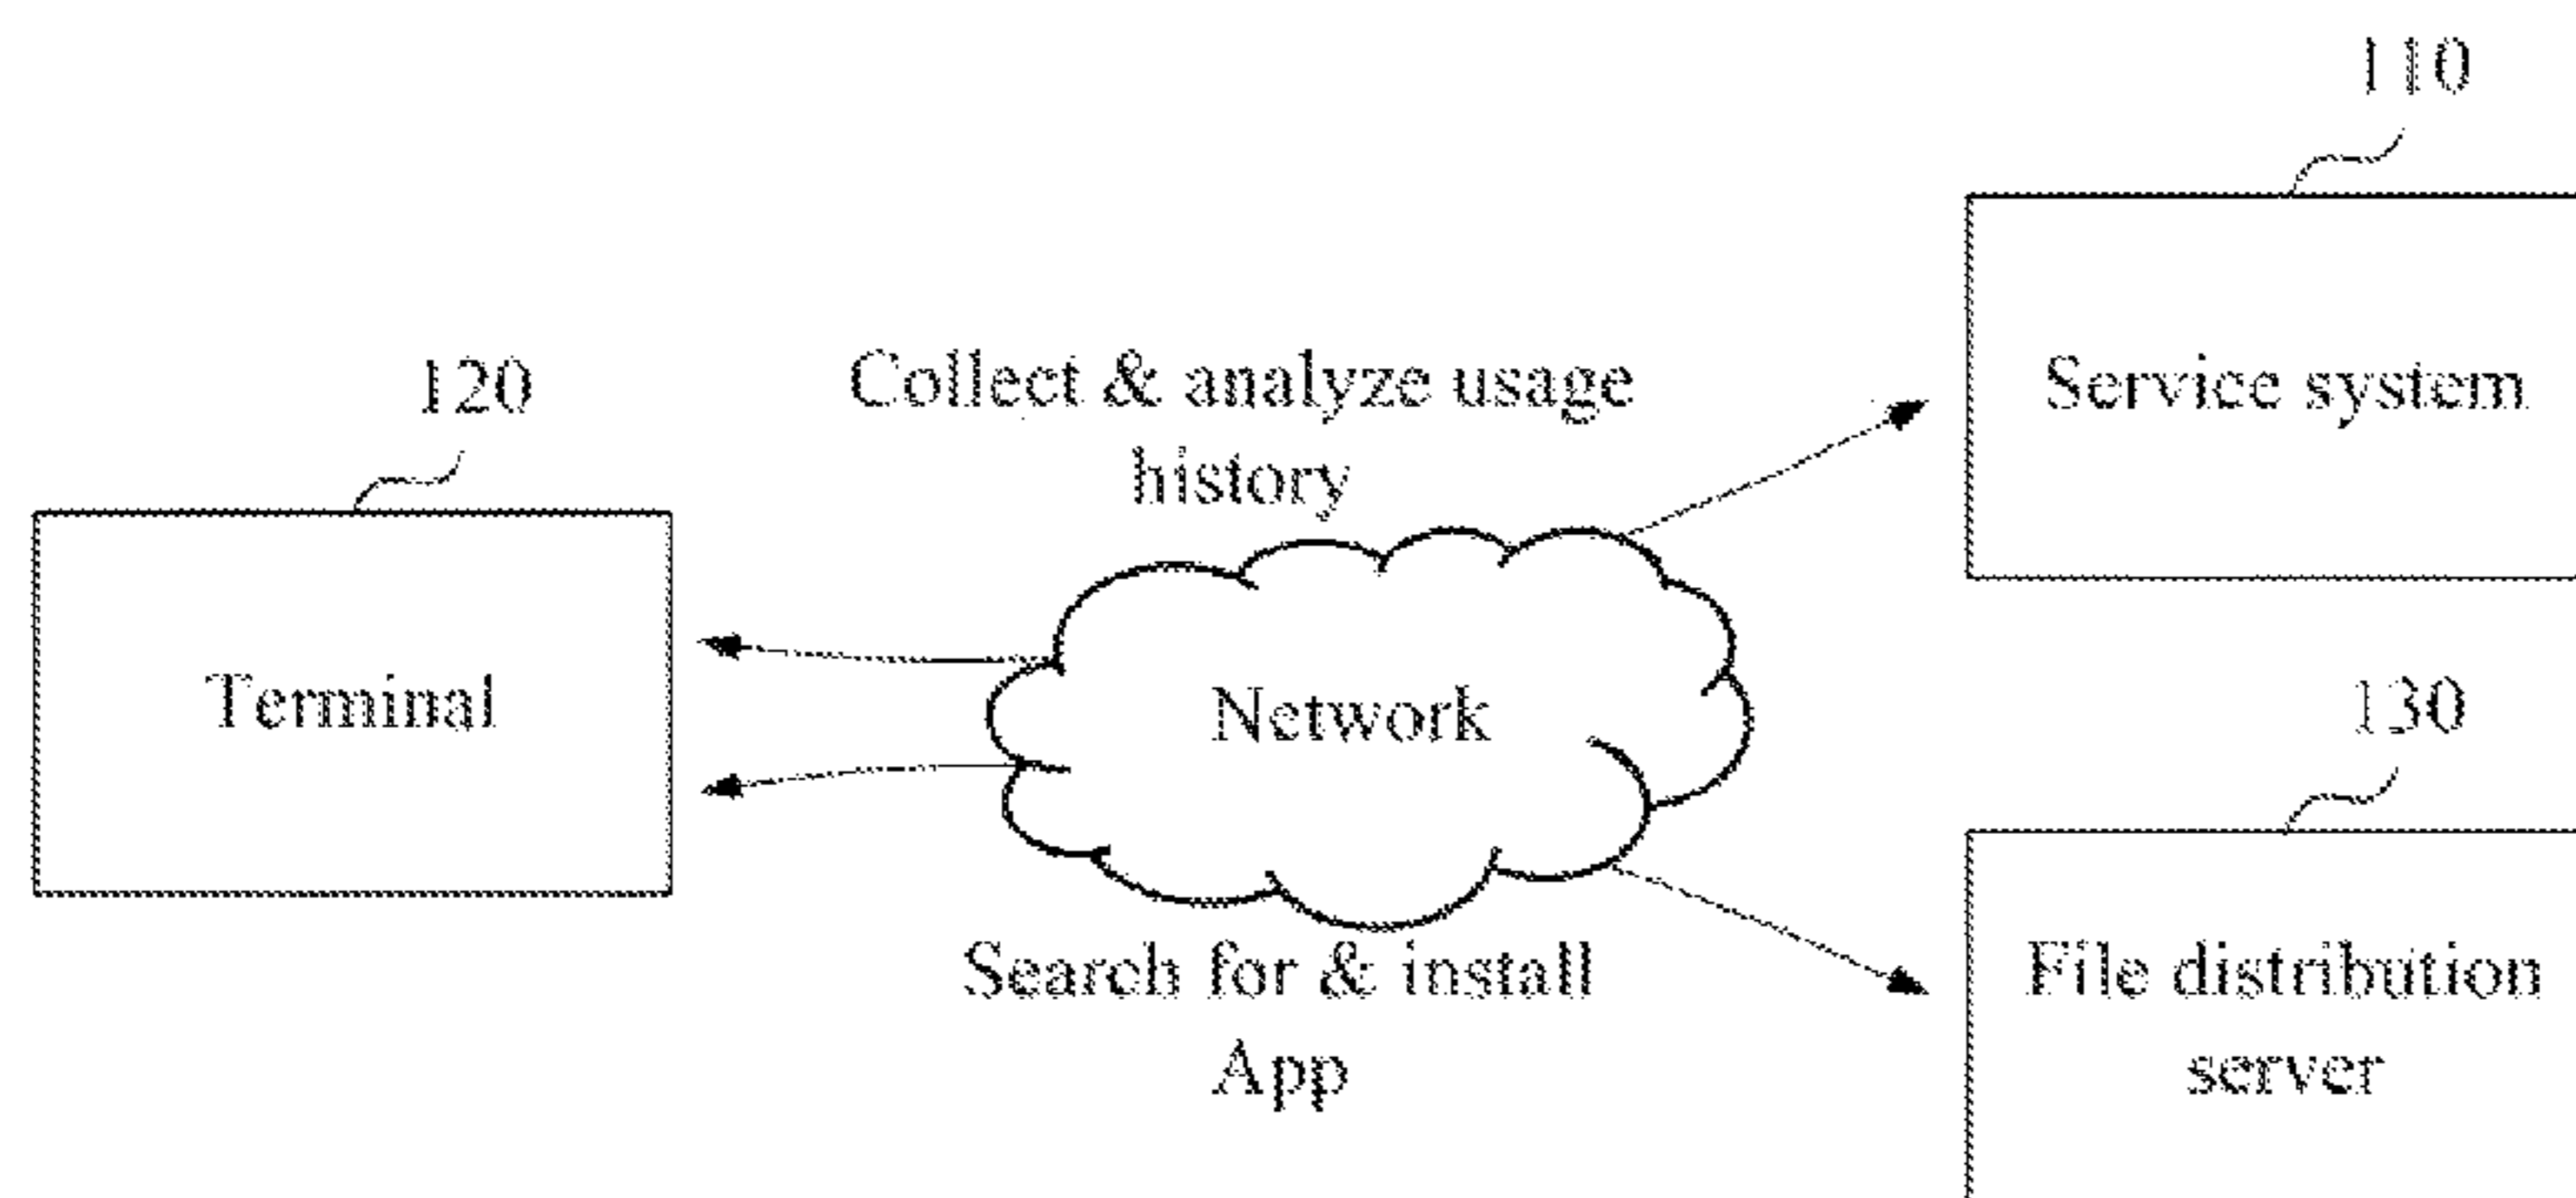 110
Service system
120
Collect & analyze usage
history
Terminal
Network
130
Search for & install
App
File distribution
server